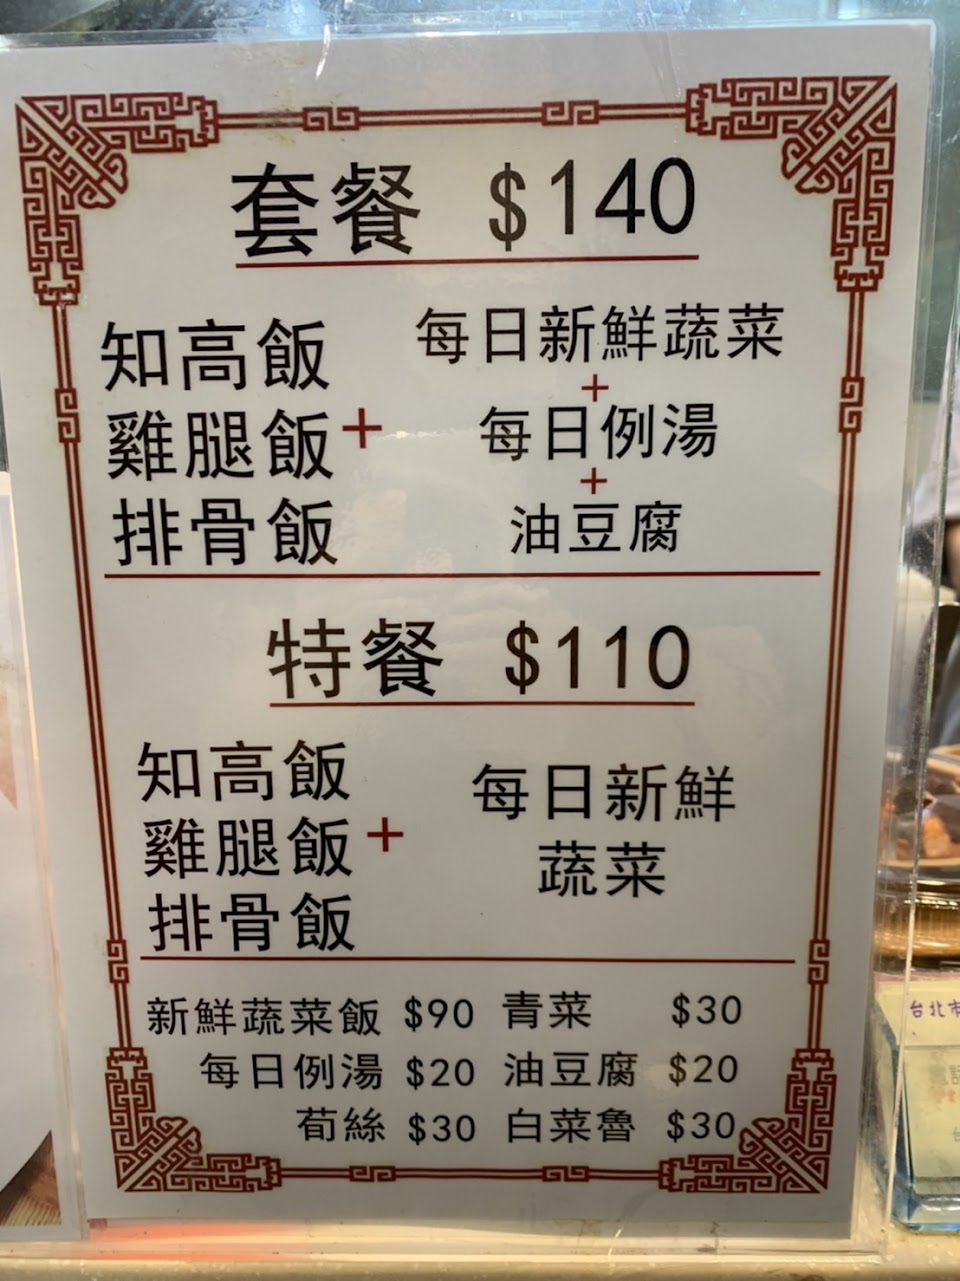 套餐 $140
知高飯
雞腿飯
排骨飯
+
每日新鮮蔬菜
+
每日例湯
+
油豆腐
特餐 $110
知高飯
雞腿飯
排骨飯
+
每日新鮮
蔬菜
新鮮蔬菜飯 $90 青菜 $30
每日例湯 $20 油豆腐 $20
荀絲 $30 白菜魯 $30
台北市